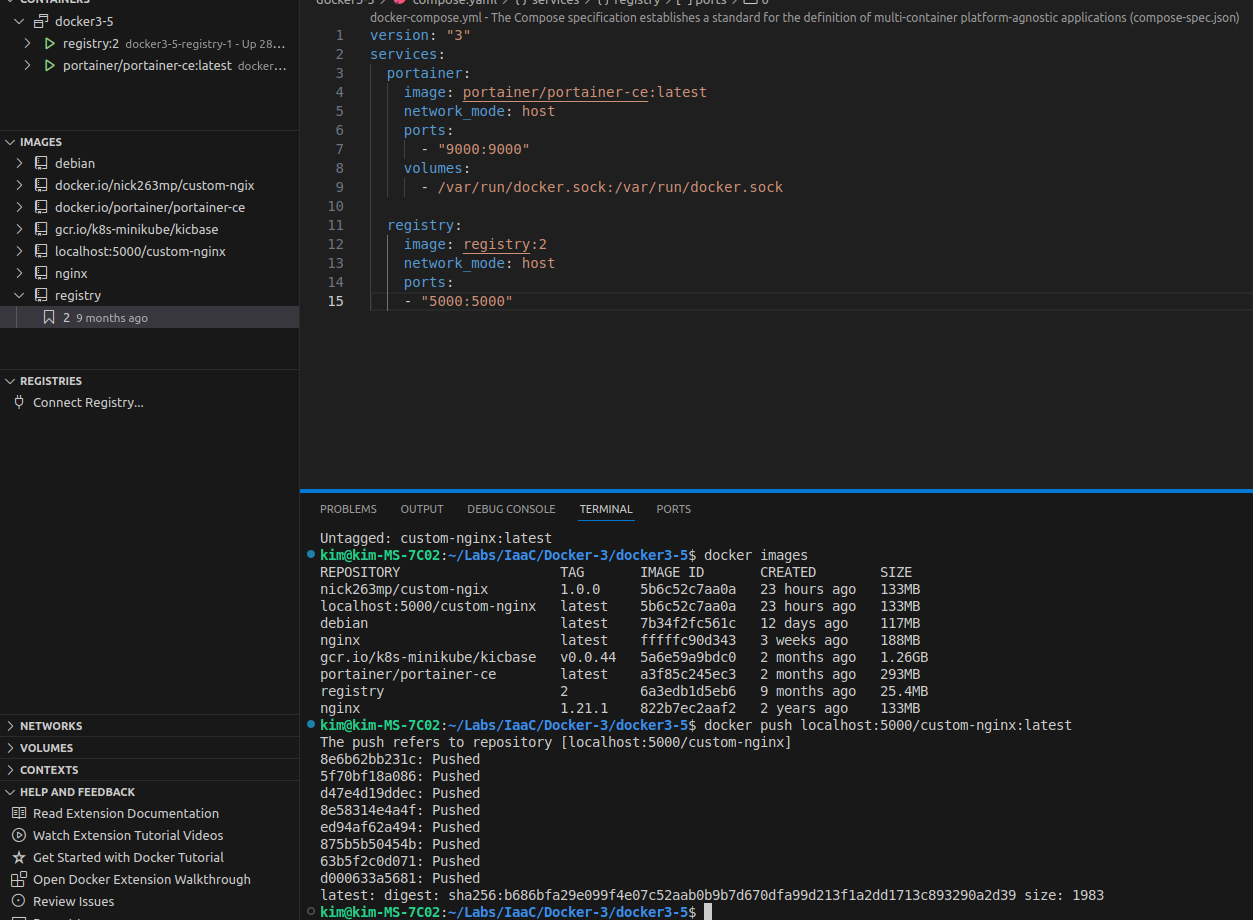 CONTAINERS
docker3-5
registry:2 docker3-5-registry-1 - Up 28...
portainer/portainer-ce:latest docker...
IMAGES
debian
docker.io/nick263mp/custom-ngix
docker.io/portainer/portainer-ce
gcr.io/k8s-minikube/kicbase
localhost:5000/custom-nginx
nginx
registry
2 9 months ago
REGISTRIES
Connect Registry...
NETWORKS
VOLUMES
CONTEXTS
HELP AND FEEDBACK
Read Extension Documentation
Watch Extension Tutorial Videos
Get Started with Docker Tutorial
Open Docker Extension Walkthrough
Review Issues
docker3-5 > compose.yaml > {} services > {} registry > [ ] ports > 0
docker-compose.yml - The Compose specification establishes a standard for the definition of multi-container platform-agnostic applications (compose-spec.json)
1 version: "3"
2 services:
3 portainer:
4 image: portainer/portainer-ce:latest
5 network_mode: host
6 ports:
7 - "9000:9000"
8 volumes:
9 - /var/run/docker.sock:/var/run/docker.sock
10
11 registry:
12 image: registry:2
13 network_mode: host
14 ports:
15 - "5000:5000"
PROBLEMS OUTPUT DEBUG CONSOLE TERMINAL PORTS
Untagged: custom-nginx:latest
kim@kim-MS-7C02:~/Labs/IaaC/Docker-3/docker3-5$ docker images
REPOSITORY TAG IMAGE ID CREATED SIZE
nick263mp/custom-ngix 1.0.0 5b6c52c7aa0a 23 hours ago 133MB
localhost:5000/custom-nginx latest 5b6c52c7aa0a 23 hours ago 133MB
debian latest 7b34f2fc561c 12 days ago 117MB
nginx latest fffffc90d343 3 weeks ago 188MB
gcr.io/k8s-minikube/kicbase v0.0.44 5a6e59a9bdc0 2 months ago 1.26GB
portainer/portainer-ce latest a3f85c245ec3 2 months ago 293MB
registry 2 6a3edb1d5eb6 9 months ago 25.4MB
nginx 1.21.1 822b7ec2aaf2 2 years ago 133MB
kim@kim-MS-7C02:~/Labs/IaaC/Docker-3/docker3-5$ docker push localhost:5000/custom-nginx:latest
The push refers to repository [localhost:5000/custom-nginx]
8e6b62bb231c: Pushed
5f70bf18a086: Pushed
d47e4d19ddec: Pushed
8e58314e4a4f: Pushed
ed94af62a494: Pushed
875b5b50454b: Pushed
63b5f2c0d071: Pushed
d000633a5681: Pushed
latest: digest: sha256:b686bfa29e099f4e07c52aab0b9b7d670dfa99d213f1a2dd1713c893290a2d39 size: 1983
kim@kim-MS-7C02:~/Labs/IaaC/Docker-3/docker3-5$